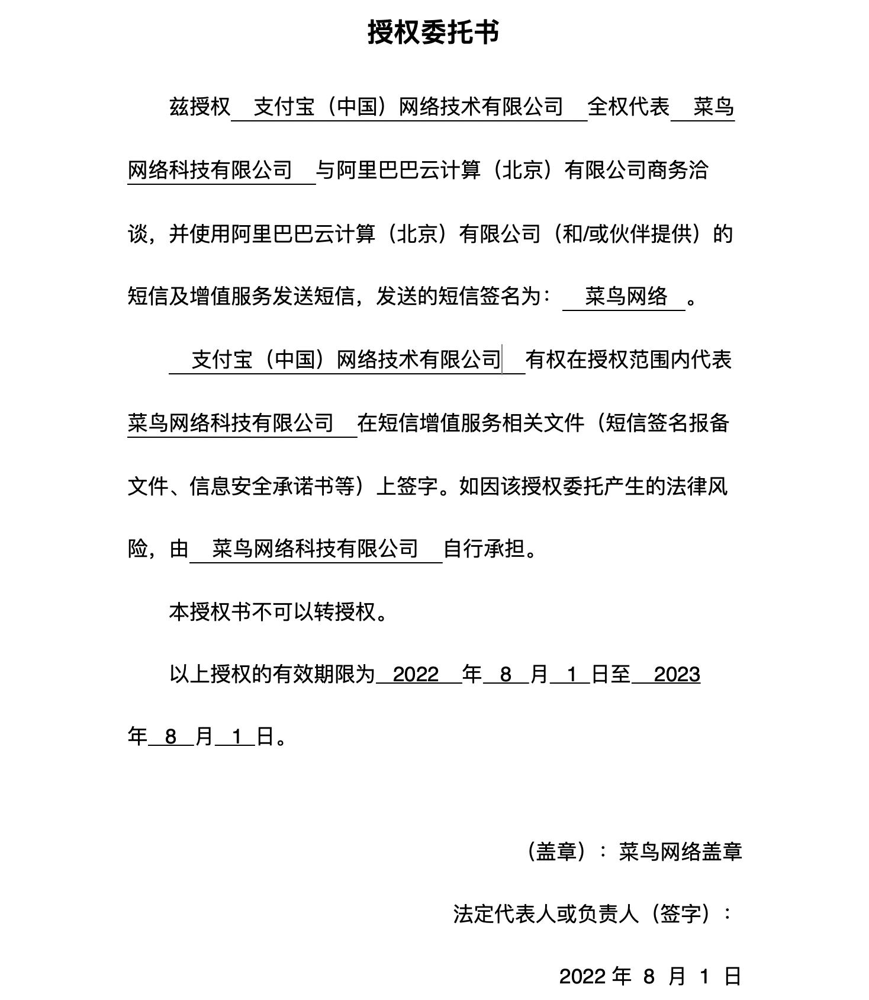 授权委托书
兹授权 支付宝（中国）网络技术有限公司 全权代表 菜鸟
网络科技有限公司 与阿里巴巴云计算（北京）有限公司商务洽
谈，并使用阿里巴巴云计算（北京）有限公司（和/或伙伴提供）的
短信及增值服务发送短信，发送的短信签名为： 菜鸟网络 。
支付宝（中国）网络技术有限公司 有权在授权范围内代表
菜鸟网络科技有限公司 在短信增值服务相关文件（短信签名报备
文件、信息安全承诺书等）上签字。如因该授权委托产生的法律风
险，由 菜鸟网络科技有限公司 自行承担。
本授权书不可以转授权。
以上授权的有效期限为 2022 年 8 月 1 日至 2023
年 8 月 1 日。
（盖章）：菜鸟网络盖章
法定代表人或负责人（签字）：
2022 年 8 月 1 日